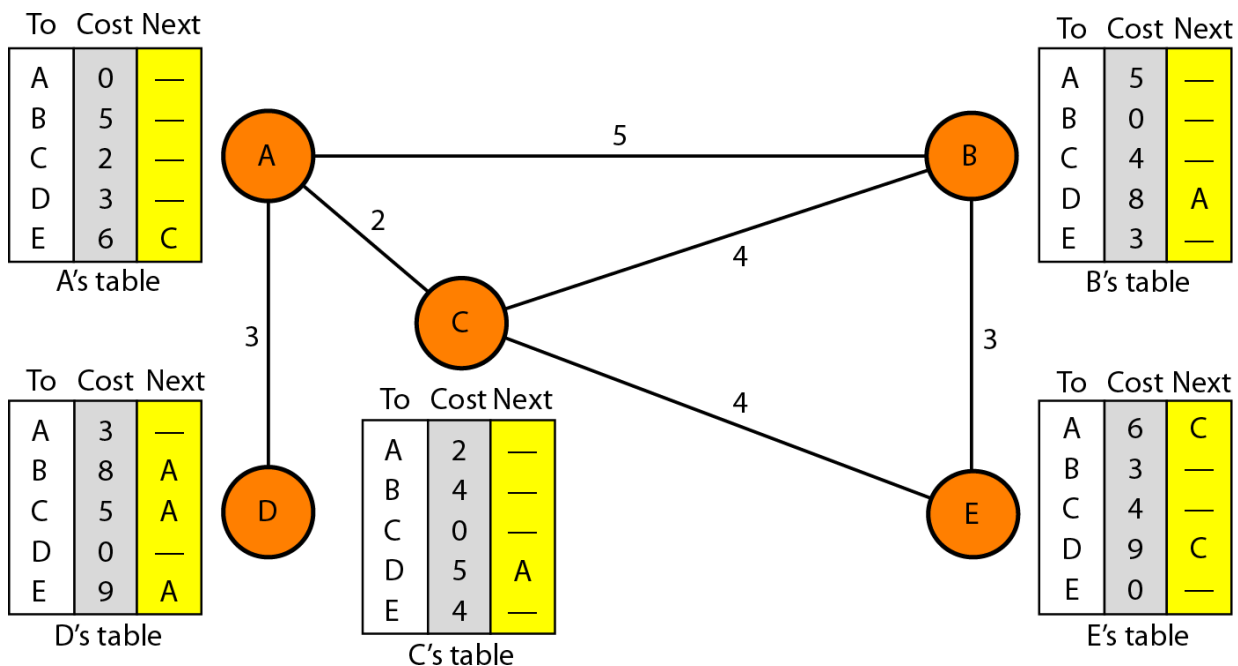 To Cost Next
A 0 —
B 5 —
C 2 —
D 3 —
E 6 C
A's table
To Cost Next
A 5 —
B 0 —
C 4 —
D 8 A
E 3 —
B's table
A
5
B
2
4
C
3
3
4
D
E
To Cost Next
A 3 —
B 8 A
C 5 A
D 0 —
E 9 A
D's table
To Cost Next
A 2 —
B 4 —
C 0 —
D 5 A
E 4 —
C's table
To Cost Next
A 6 C
B 3 —
C 4 —
D 9 C
E 0 —
E's table